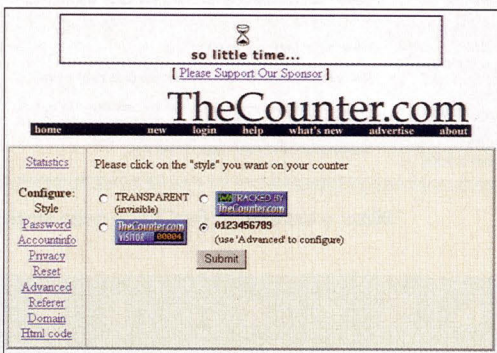 so little time...
[ Please Support Our Sponsor ]
TheCounter.com
home new login help what's new advertise about
Statistics
Configure:
Style
Password
Accountinfo
Privacy
Reset
Advanced
Referer
Domain
Html code
Please click on the "style" you want on your counter
TRANSPARENT
(invisible)
TRACKED BY
TheCounter.com
TheCounter.com
VISITOR 00004
0123456789
(use 'Advanced' to configure)
Submit